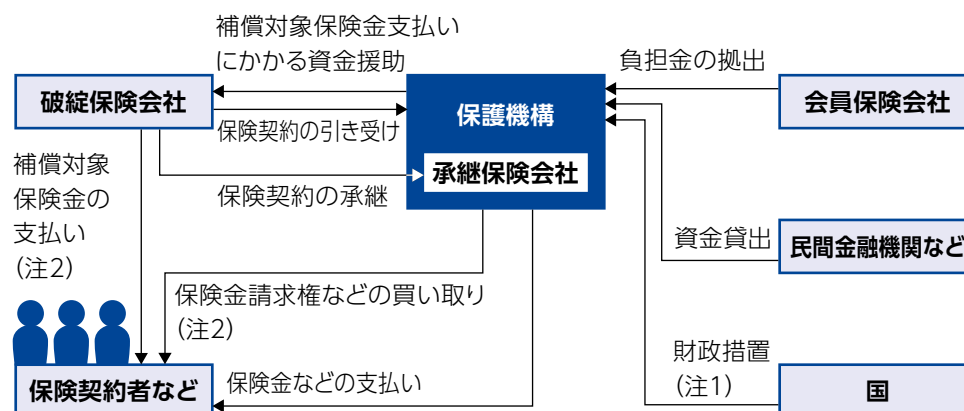 補償対象保険金支払い
にかかる資金援助
負担金の拠出
破綻保険会社
保護機構
会員保険会社
保険契約の引き受け
承継保険会社
補償対象
保険金の
支払い
(注2)
保険契約の承継
資金貸出
民間金融機関など
保険金請求権などの買い取り
(注2)
財政措置
(注1)
保険契約者など
保険金などの支払い
国